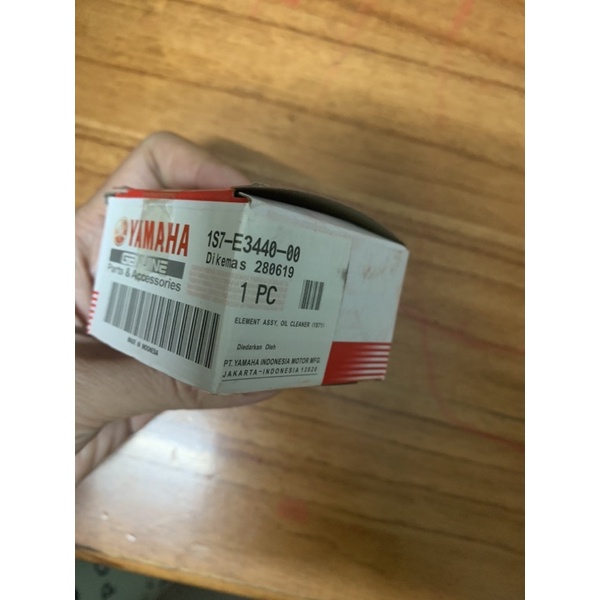 YAMAHA
GENUINE
Parts & Accessories
MADE IN INDONESIA
1S7-E3440-00
Dikemas 280619
1 PC
ELEMENT ASSY, OIL CLEANER (1S7)
Diedarkan Oleh
PT. YAMAHA INDONESIA MOTOR MFG.
JAKARTA-INDONESIA 13920